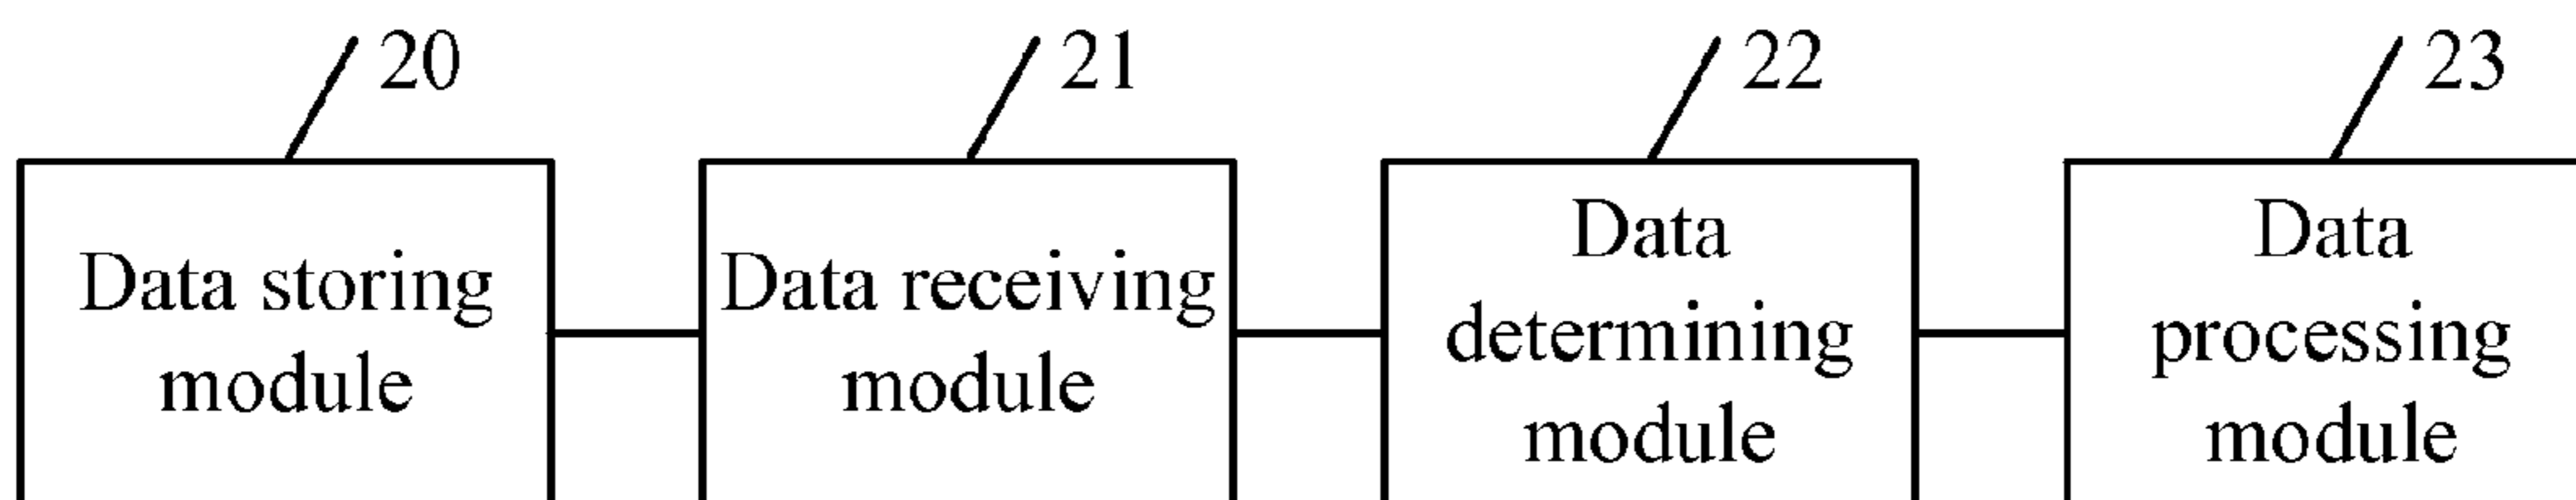 20
21
22
23
Data storing
module
Data receiving
module
Data
determining
module
Data
processing
module